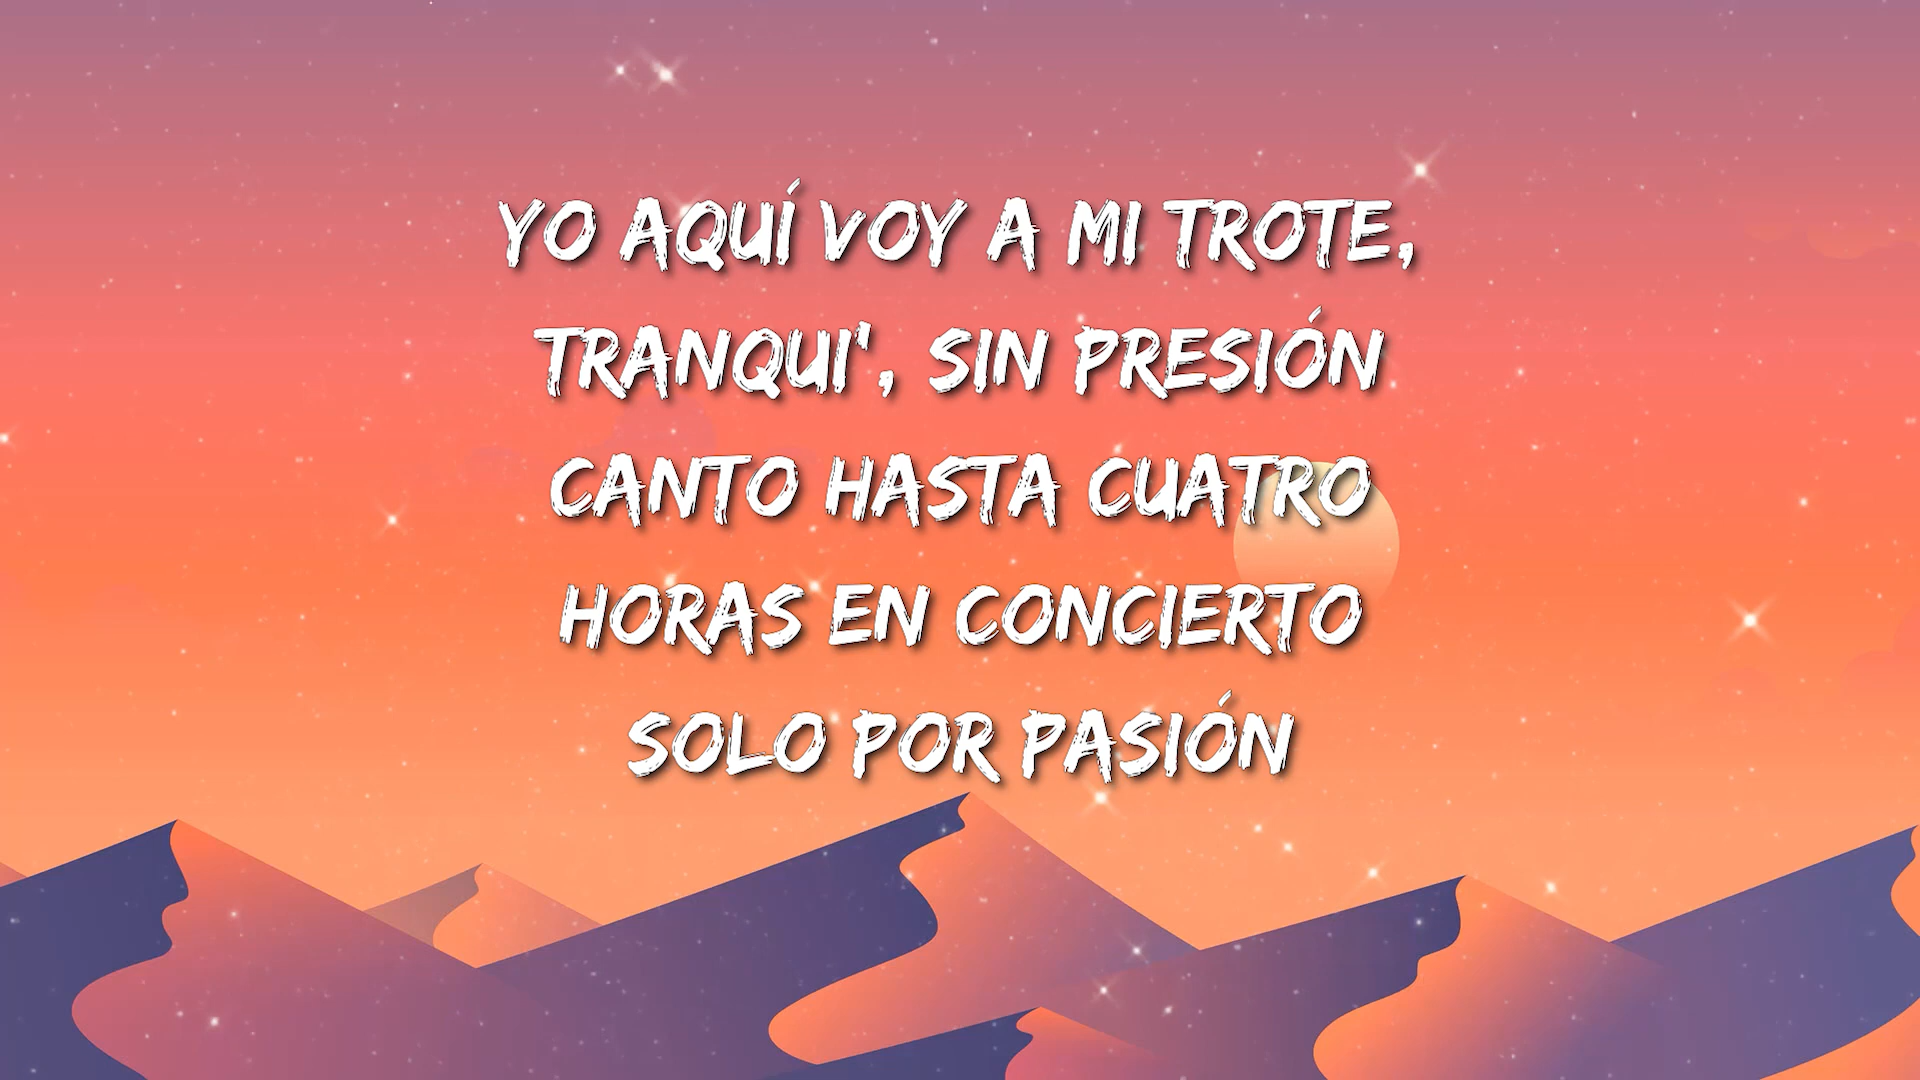 YO AQUÍ VOY A MI TROTE,
TRANQUI', SIN PRESIÓN
CANTO HASTA CUATRO
HORAS EN CONCIERTO
SOLO POR PASIÓN